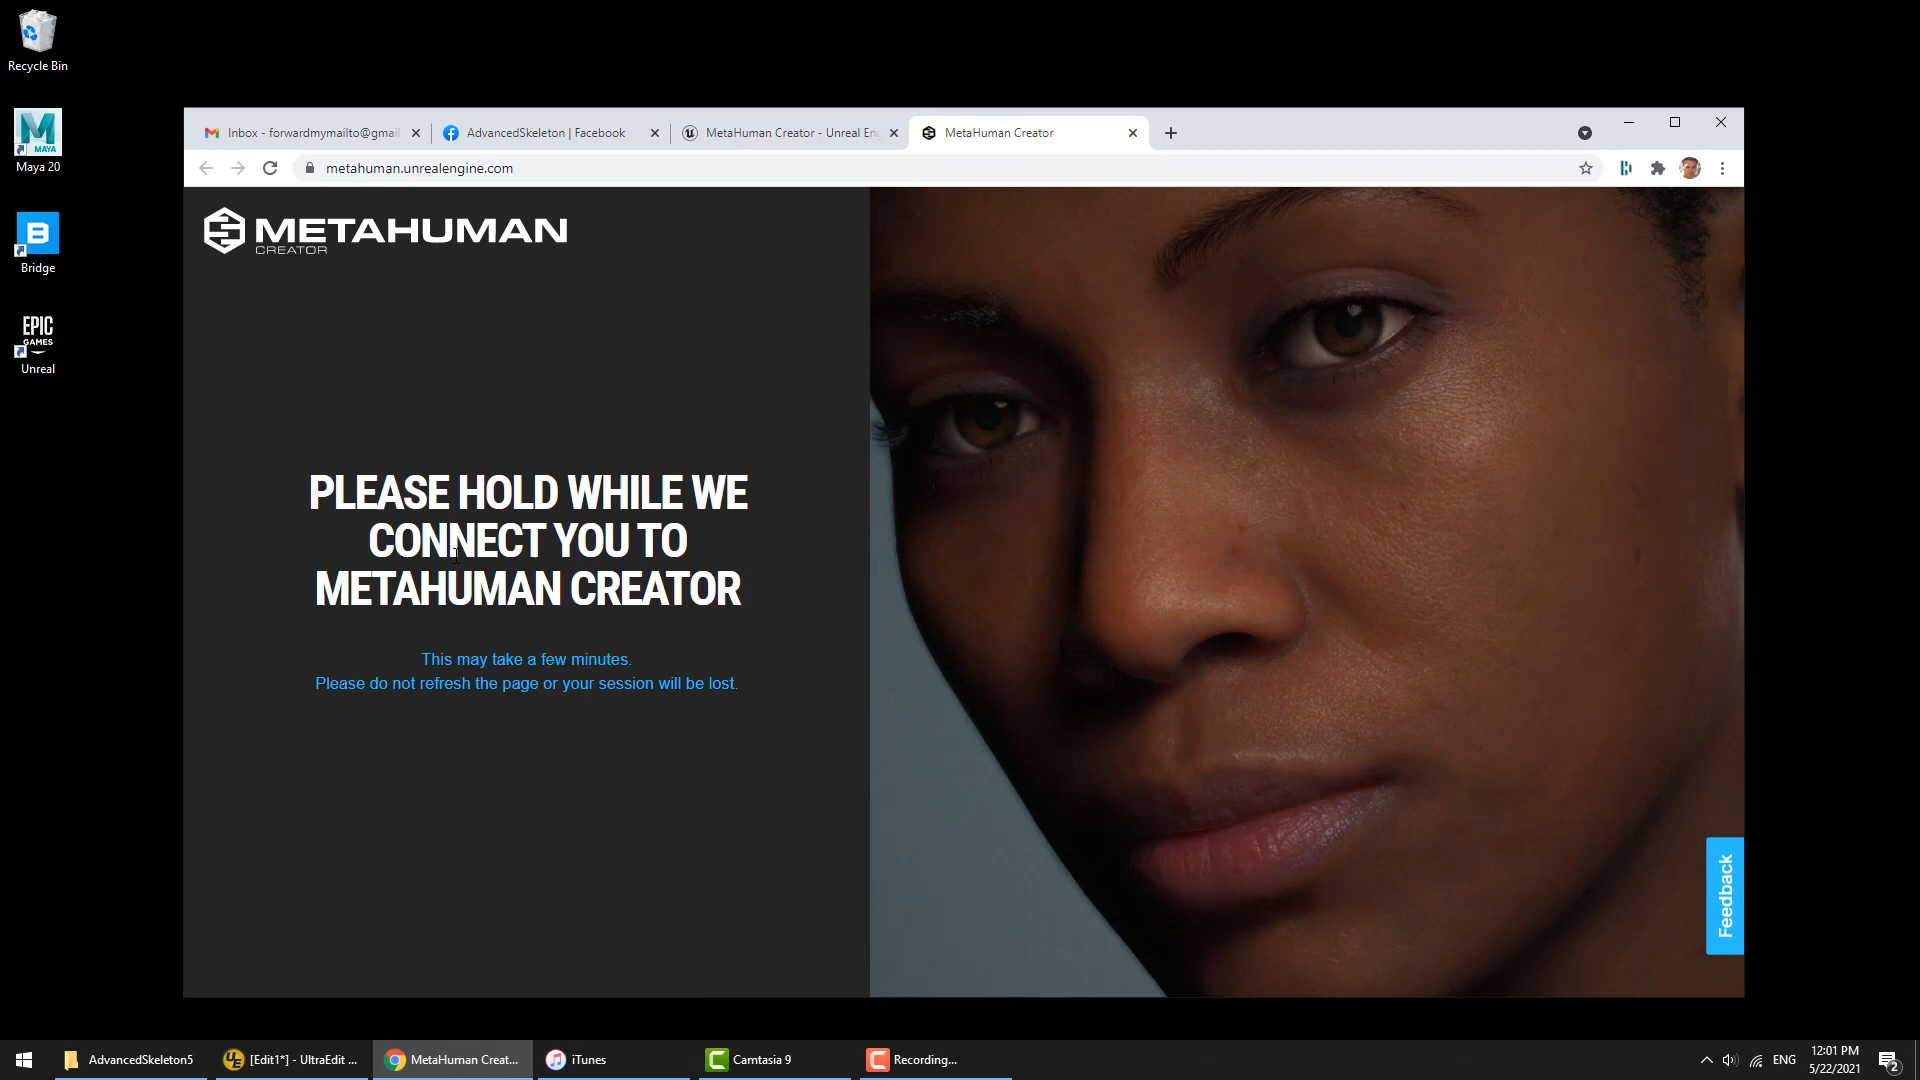 Recycle Bin
MAYA
Maya 20
B
Bridge
EPIC
GAMES
Unreal
Inbox - forwardmymailto@gmail
AdvancedSkeleton | Facebook
MetaHuman Creator - Unreal Eng
MetaHuman Creator
metahuman.unrealengine.com
METAHUMAN
CREATOR
PLEASE HOLD WHILE WE
CONNECT YOU TO
METAHUMAN CREATOR
This may take a few minutes.
Please do not refresh the page or your session will be lost.
Feedback
AdvancedSkeleton5
[Edit1*] - UltraEdit ...
MetaHuman Creat...
iTunes
Camtasia 9
Recording...
ENG
12:01 PM
5/22/2021
2